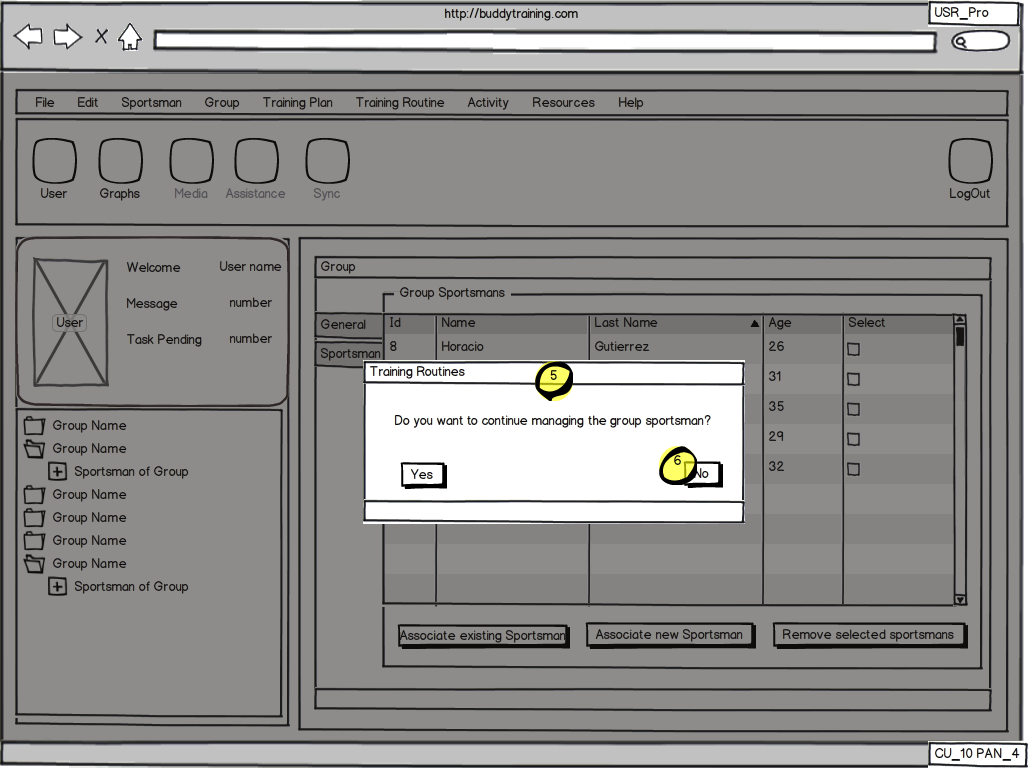 http://buddytraining.com
USR_Pro
File Edit Sportsman Group Training Plan Training Routine Activity Resources Help
User Graphs Media Assistance Sync LogOut
Welcome User name
Message number
User
Task Pending number
Group Name
Group Name
Sportsman of Group
Group Name
Group Name
Group Name
Group Name
Sportsman of Group
Group
Group Sportsmans
General
Sportsman
Id Name Last Name Age Select
8 Horacio Gutierrez 26
31
35
29
32
Training Routines
5
Do you want to continue managing the group sportsman?
Yes
6
No
Associate existing Sportsman Associate new Sportsman Remove selected sportsmans
CU_10 PAN_4